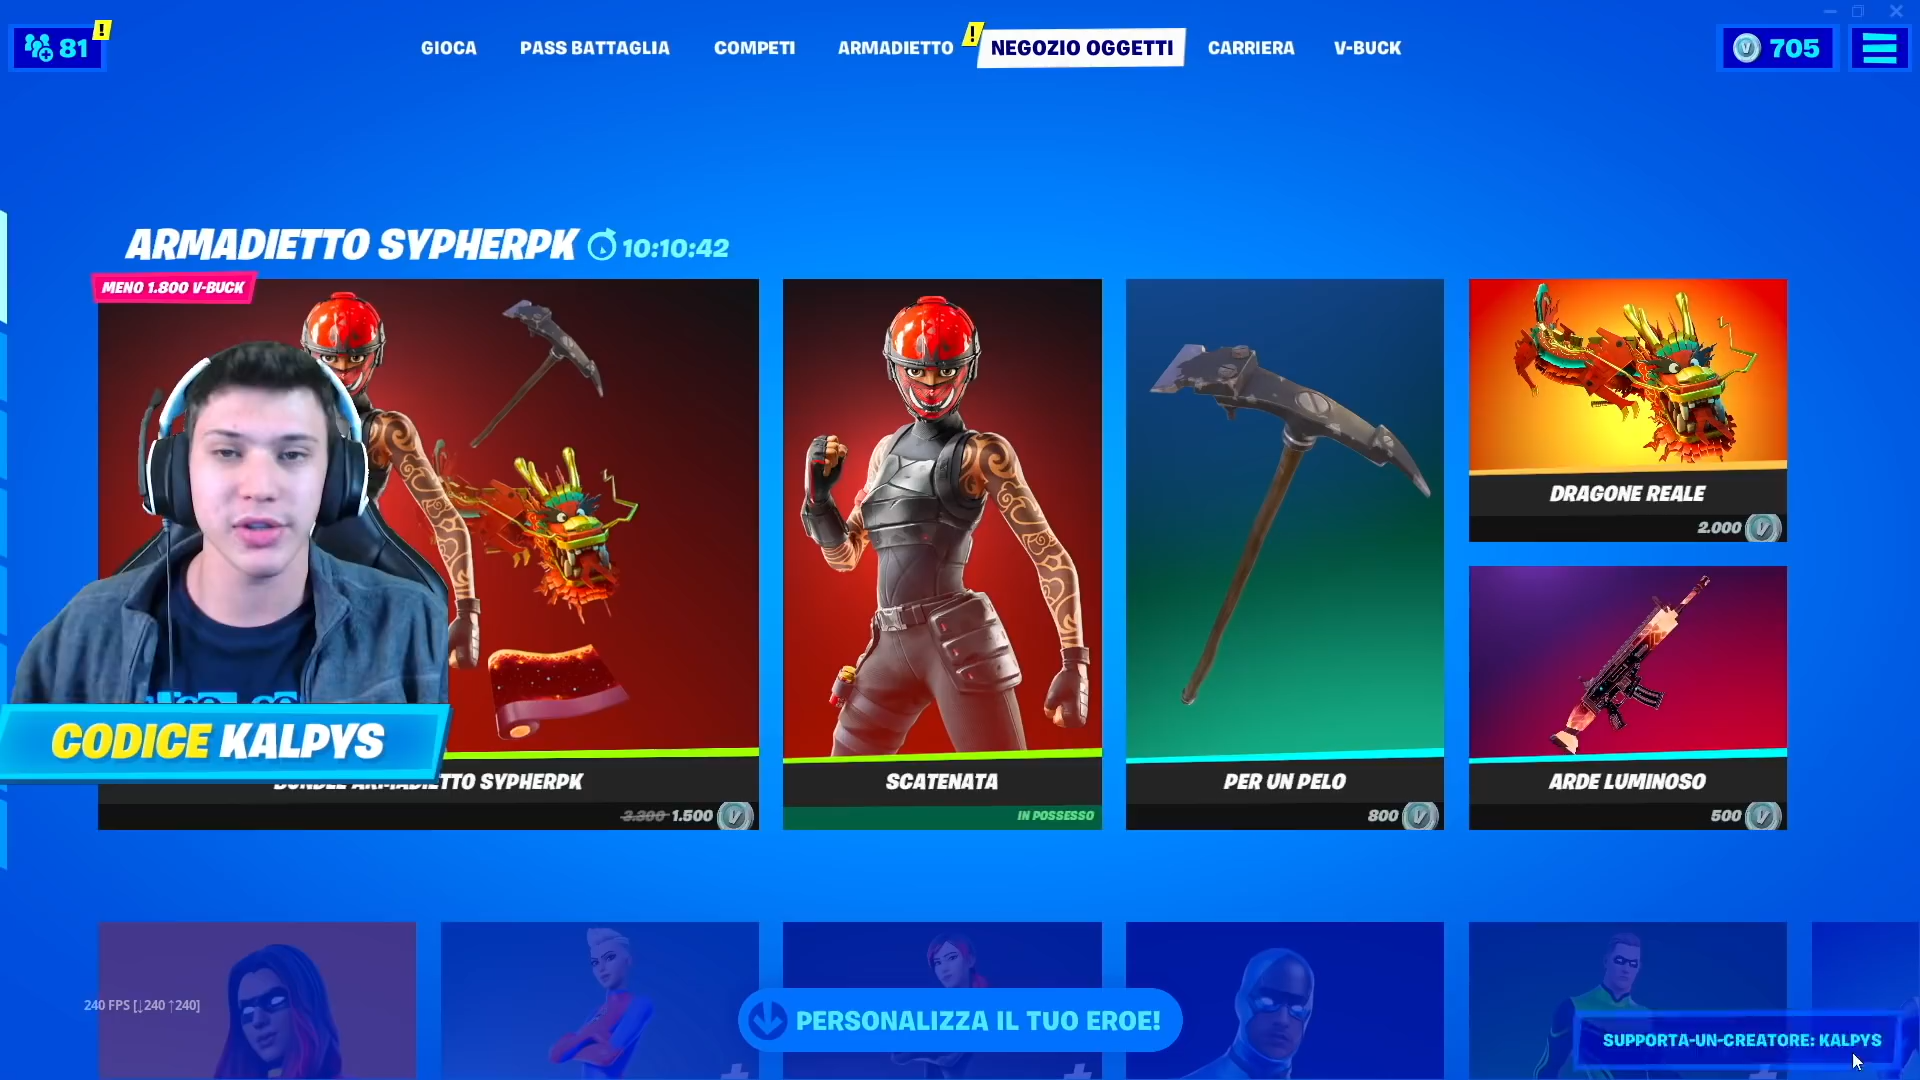 81
!
GIOCA
PASS BATTAGLIA
COMPETI
ARMADIETTO
!
NEGOZIO OGGETTI
CARRIERA
V-BUCK
705
ARMADIETTO SYPHERPK 10:10:42
MENO 1.800 V-BUCK
CODICE KALPYS
BUNDLE ARMADIETTO SYPHERPK
3.300 1.500
SCATENATA
IN POSSESSO
PER UN PELO
800
DRAGONE REALE
2.000
ARDE LUMINOSO
500
240 FPS [↓240 ↑240]
PERSONALIZZA IL TUO EROE!
SUPPORTA-UN-CREATORE: KALPYS